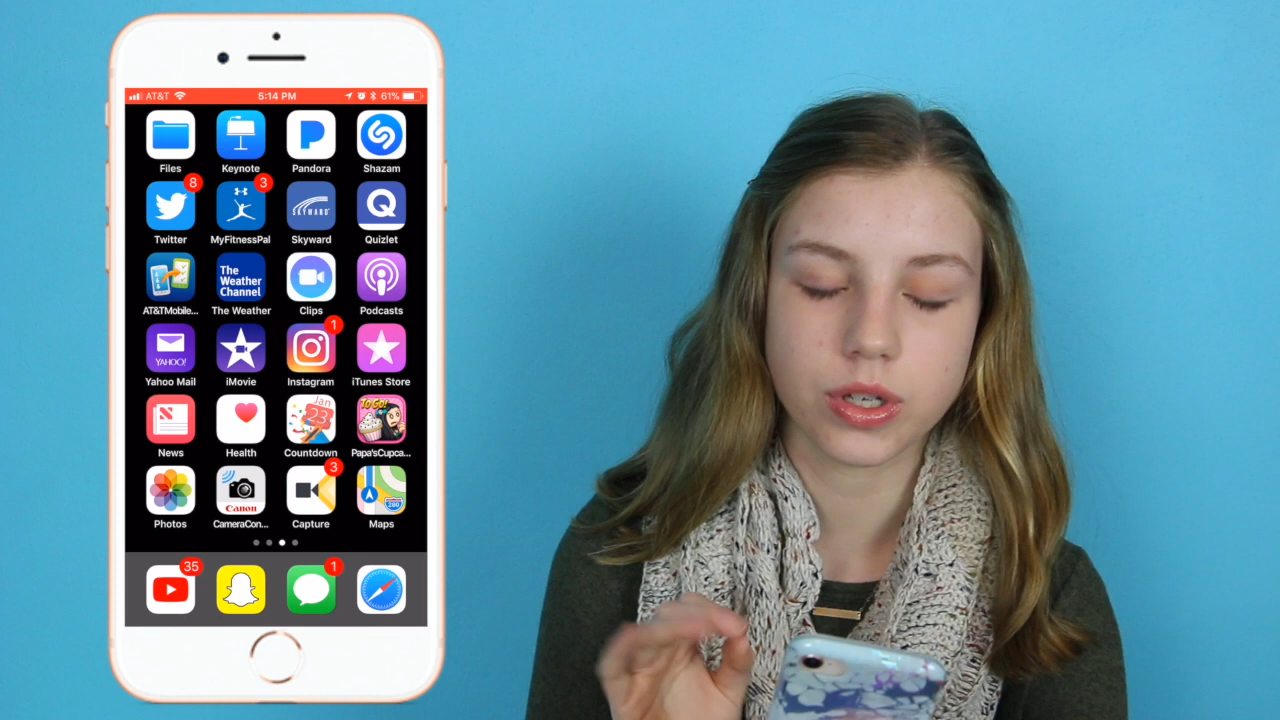 AT&T 5:14 PM 61%
Files Keynote Pandora Shazam
8 3
SKYWARD Q
Twitter MyFitnessPal Skyward Quizlet
The
Weather
Channel
AT&TMobile... The Weather Clips Podcasts
1
YAHOO!
Yahoo Mail iMovie Instagram iTunes Store
Jan
23
TO GO!
News Health Countdown Papa'sCupca...
3
Canon
280
Photos CameraCon... Capture Maps
35 1